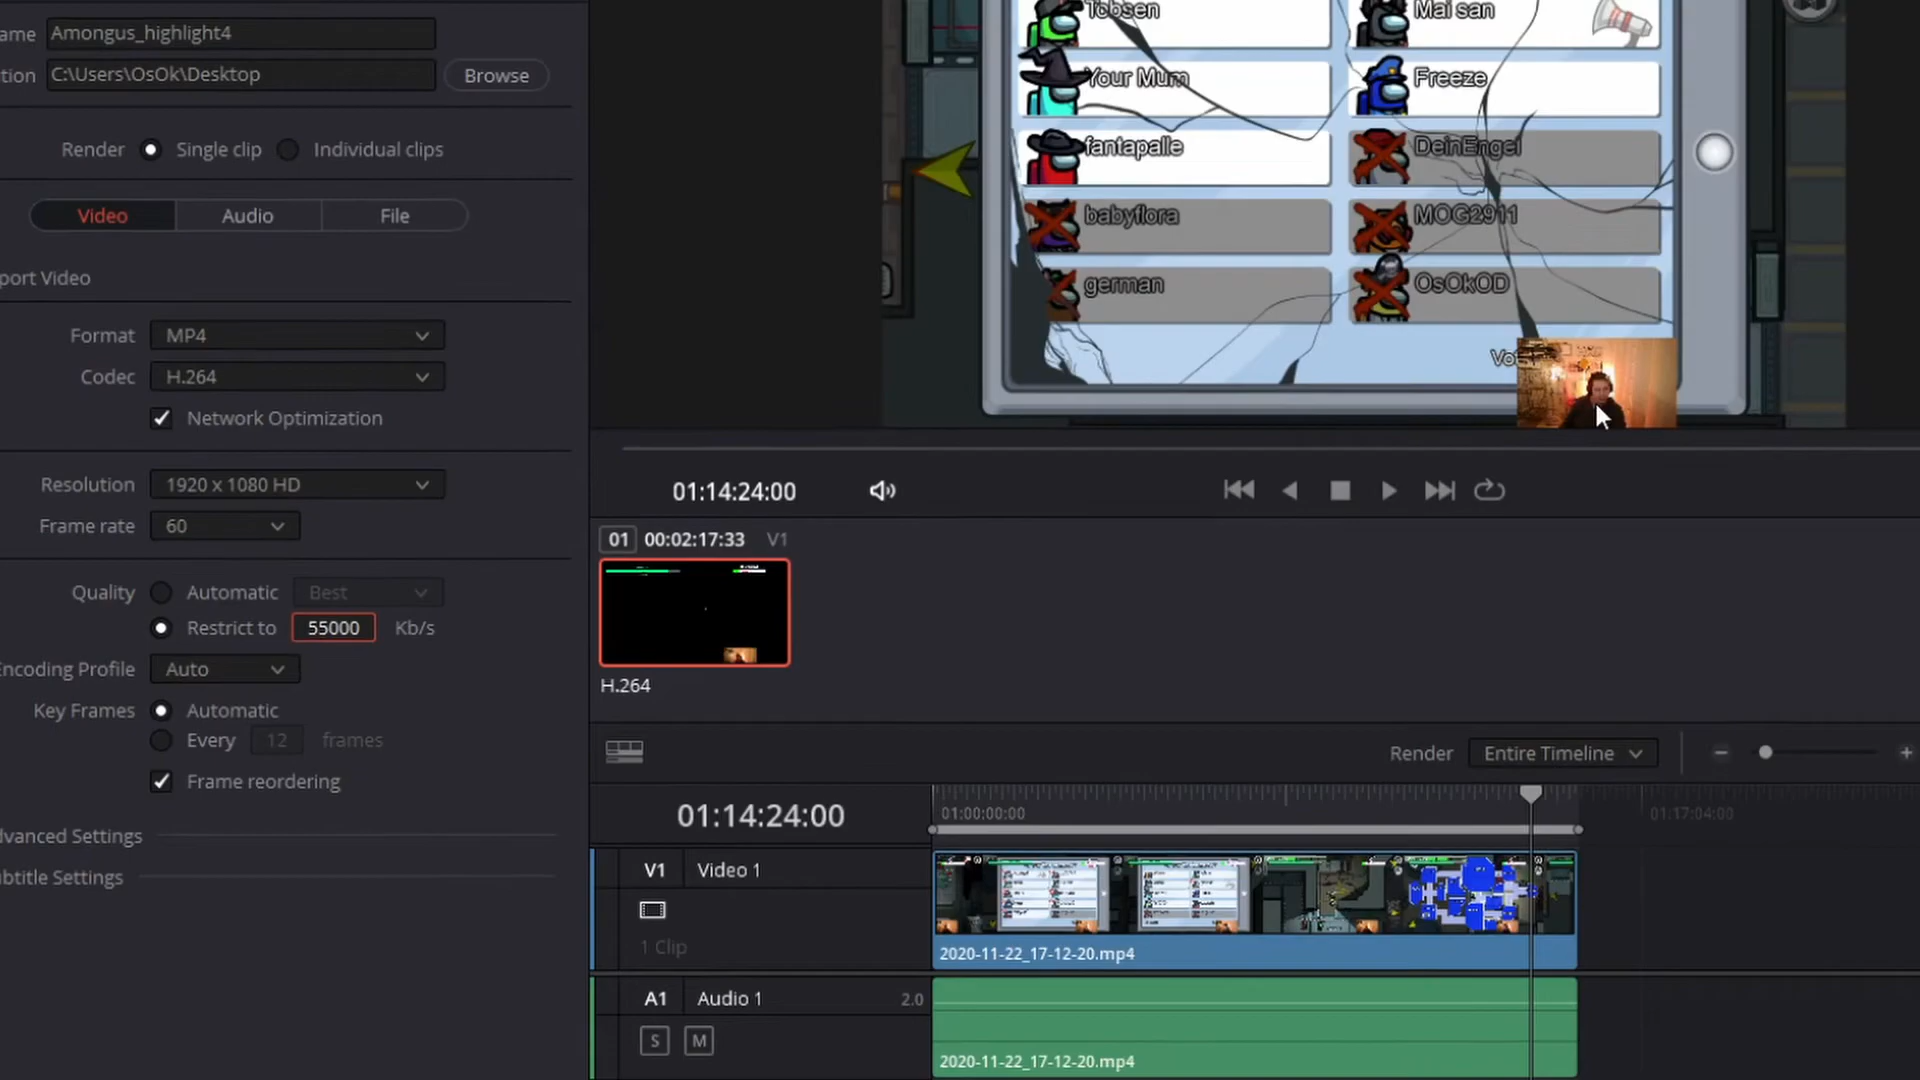 ame Amongus_highlight4
tion C:\Users\OsOk\Desktop Browse
Render Single clip Individual clips
Video Audio File
port Video
Format MP4
Codec H.264
Network Optimization
Resolution 1920 x 1080 HD
Frame rate 60
Quality Automatic Best
Restrict to 55000 Kb/s
Encoding Profile Auto
Key Frames Automatic
Every 12 frames
Frame reordering
dvanced Settings
ubtitle Settings
Tobsen Mai san
Your Mum Freeze
fantapalle DeinEngel
babyflora MOG2911
german OsOkOD
01:14:24:00
01 00:02:17:33 V1
H.264
Render Entire Timeline
01:14:24:00 01:00:00:00 01:17:04:00
V1 Video 1
1 Clip
2020-11-22_17-12-20.mp4
A1 Audio 1 2.0
S M
2020-11-22_17-12-20.mp4